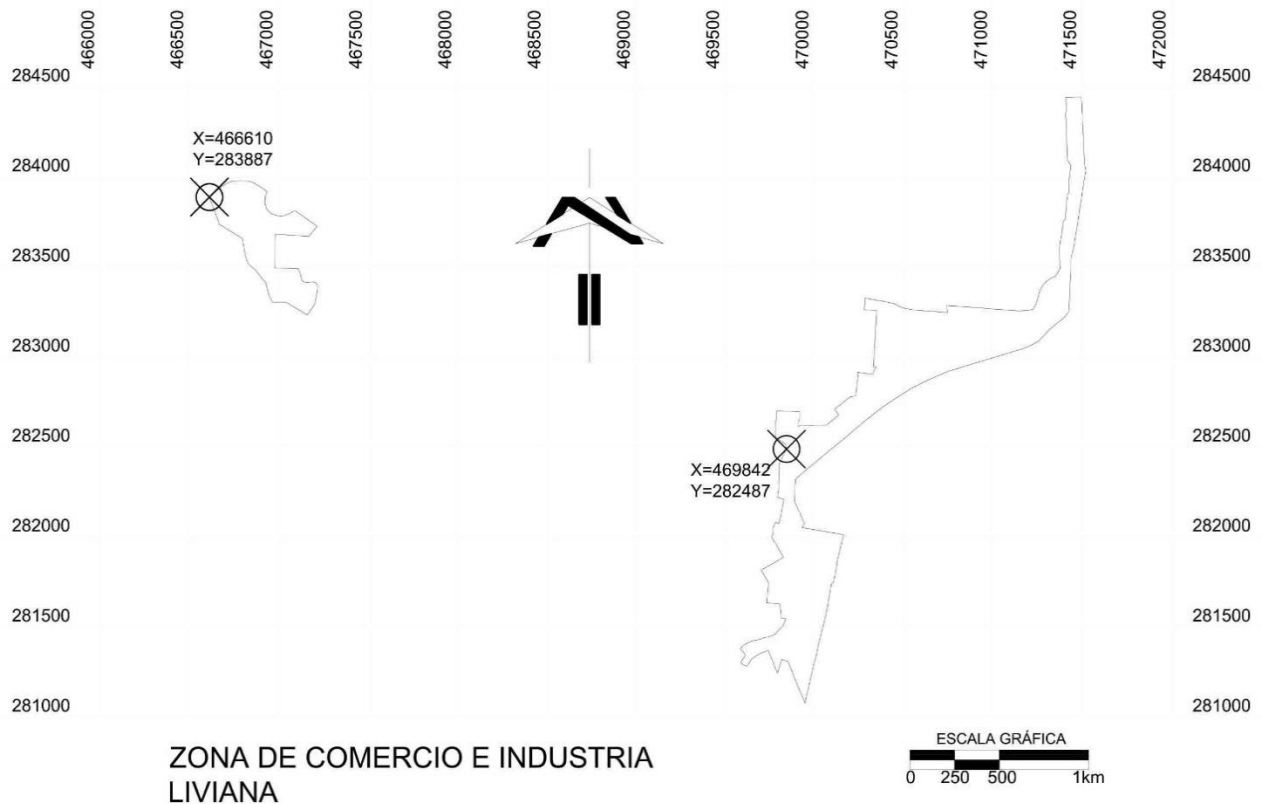 466000 466500 467000 467500 468000 468500 469000 469500 470000 470500 471000 471500 472000
284500 284500
X=466610
Y=283887
284000 284000
283500 283500
283000 283000
282500 282500
X=469842
Y=282487
282000 282000
281500 281500
281000 281000
ZONA DE COMERCIO E INDUSTRIA
LIVIANA
ESCALA GRÁFICA
0 250 500 1km